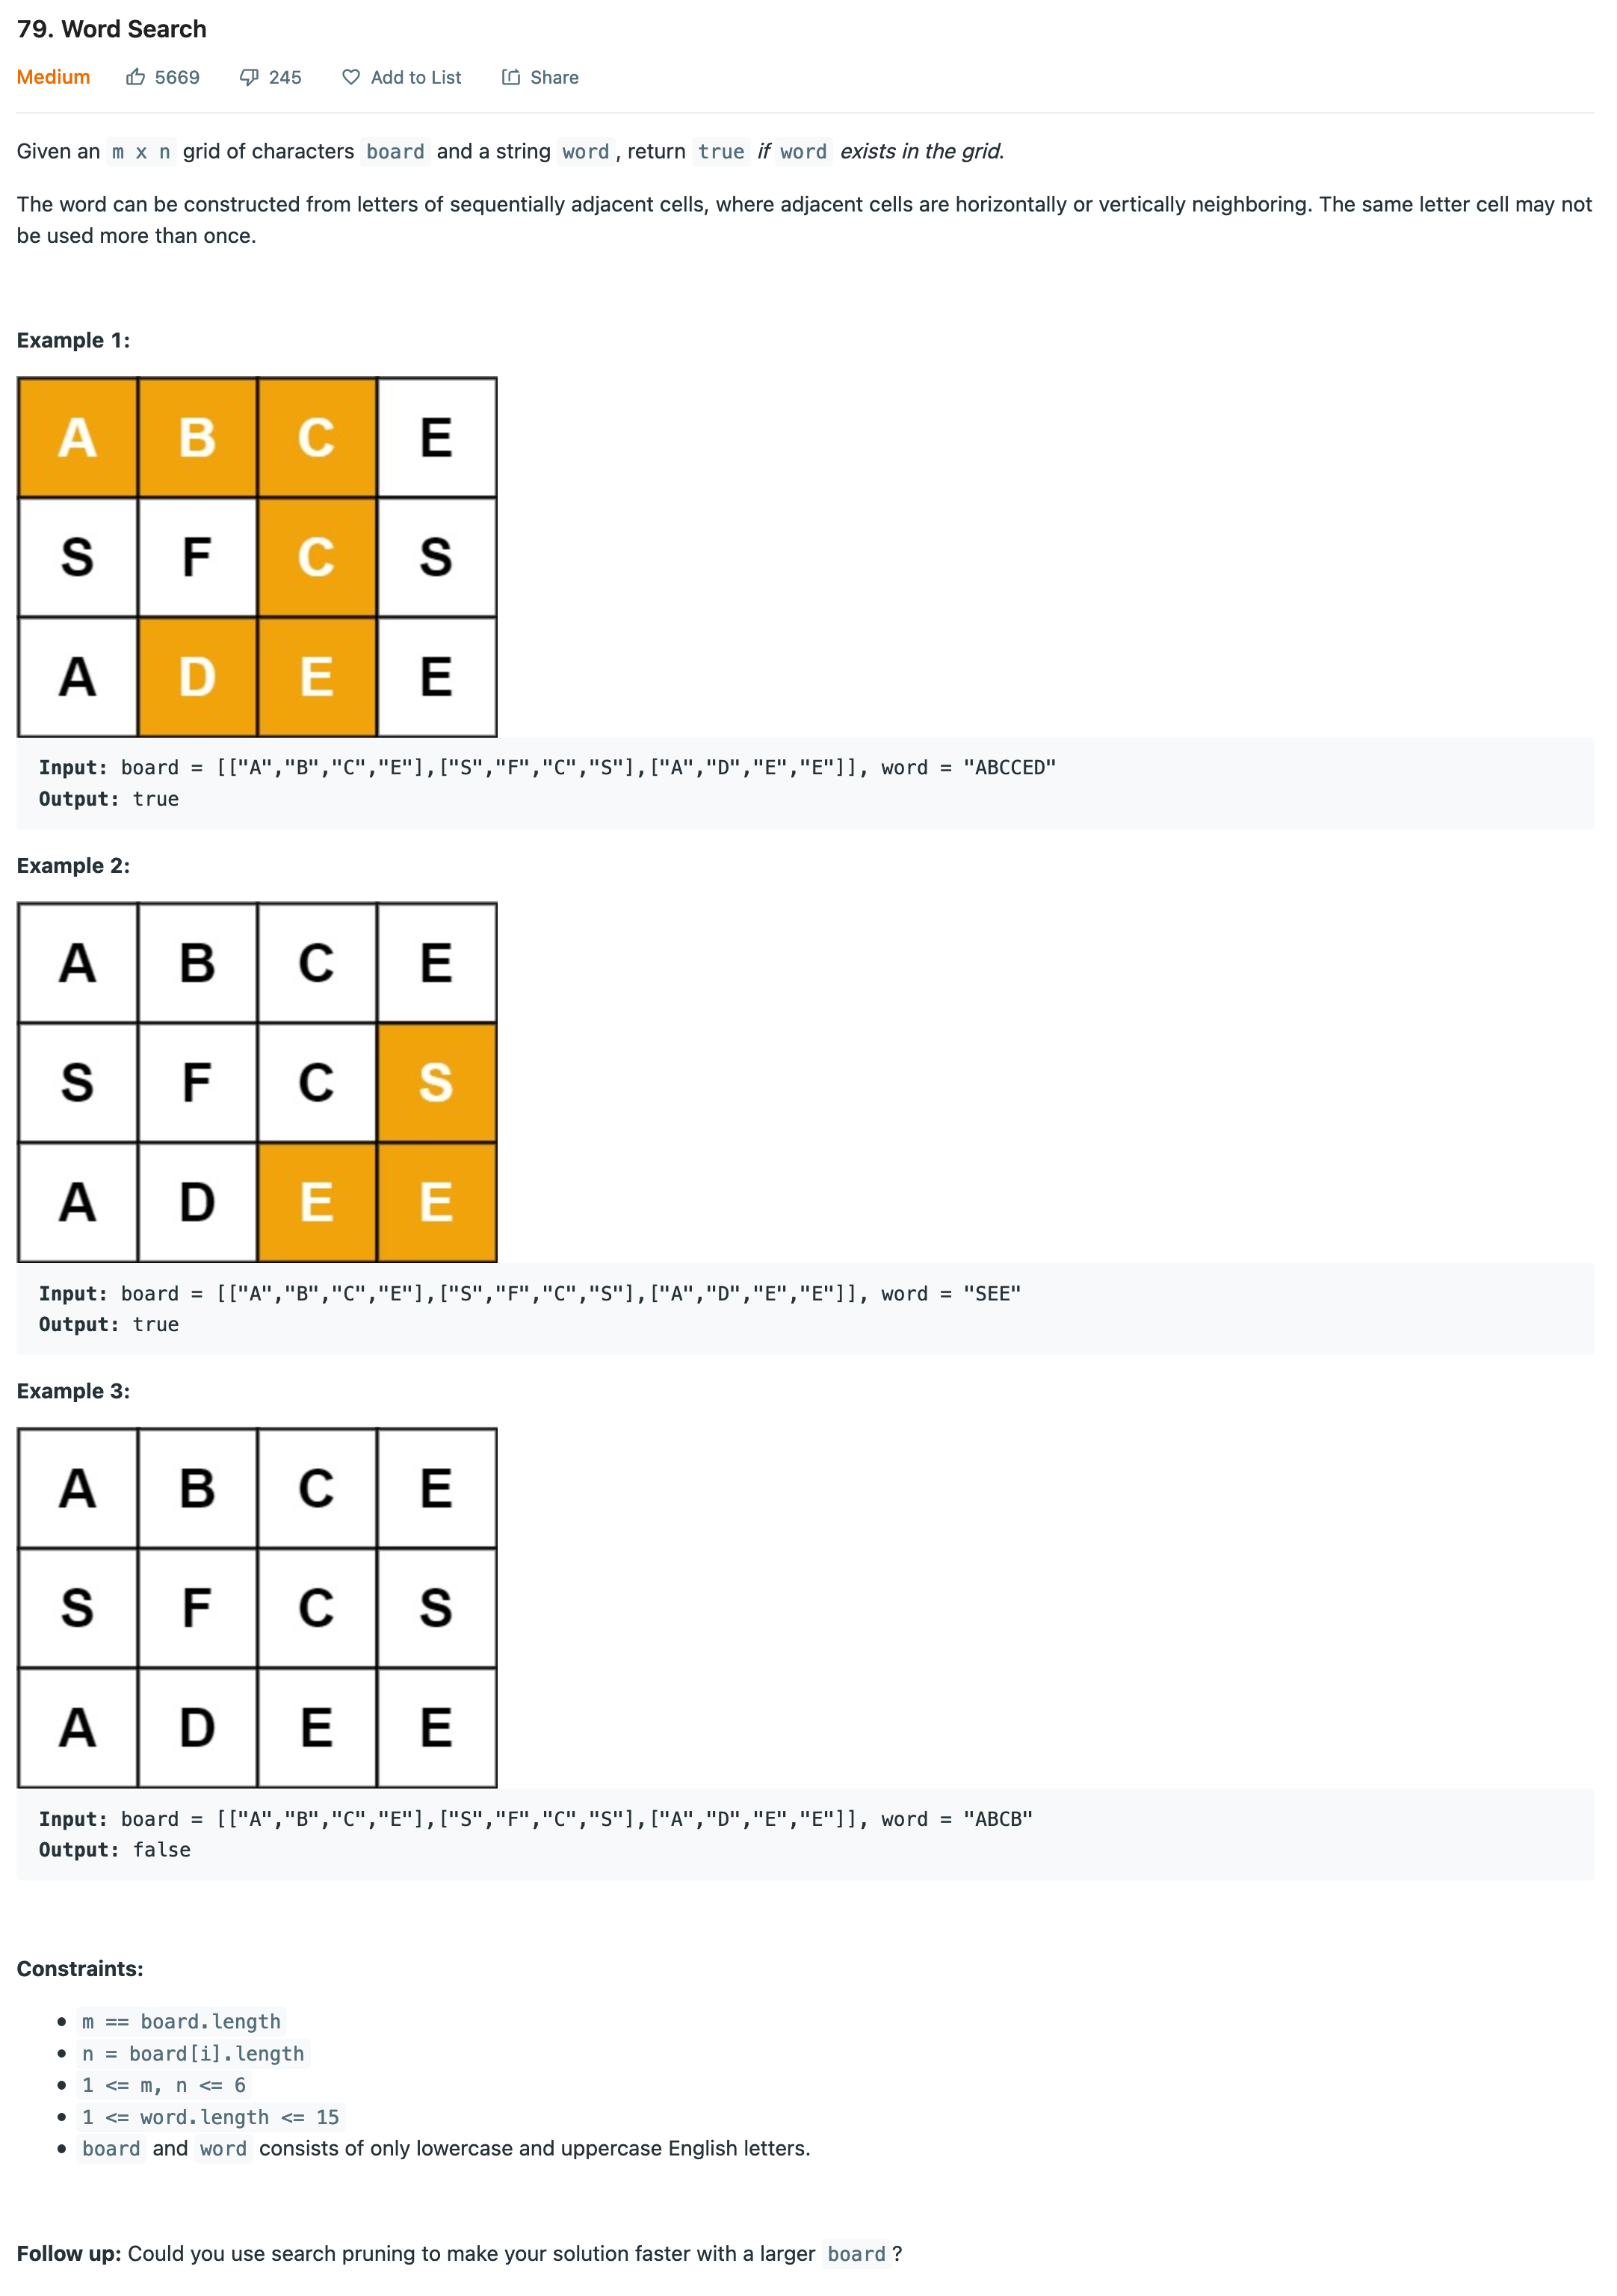 79. Word Search
Medium 5669 245 Add to List Share
Given an m x n grid of characters board and a string word , return true if word exists in the grid.
The word can be constructed from letters of sequentially adjacent cells, where adjacent cells are horizontally or vertically neighboring. The same letter cell may not
be used more than once.
Example 1:
A B C E
S F C S
A D E E
Input: board = [["A","B","C","E"],["S","F","C","S"],["A","D","E","E"]], word = "ABCCED"
Output: true
Example 2:
A B C E
S F C S
A D E E
Input: board = [["A","B","C","E"],["S","F","C","S"],["A","D","E","E"]], word = "SEE"
Output: true
Example 3:
A B C E
S F C S
A D E E
Input: board = [["A","B","C","E"],["S","F","C","S"],["A","D","E","E"]], word = "ABCB"
Output: false
Constraints:
• m == board.length
• n = board[i].length
• 1 <= m, n <= 6
• 1 <= word.length <= 15
• board and word consists of only lowercase and uppercase English letters.
Follow up: Could you use search pruning to make your solution faster with a larger board ?